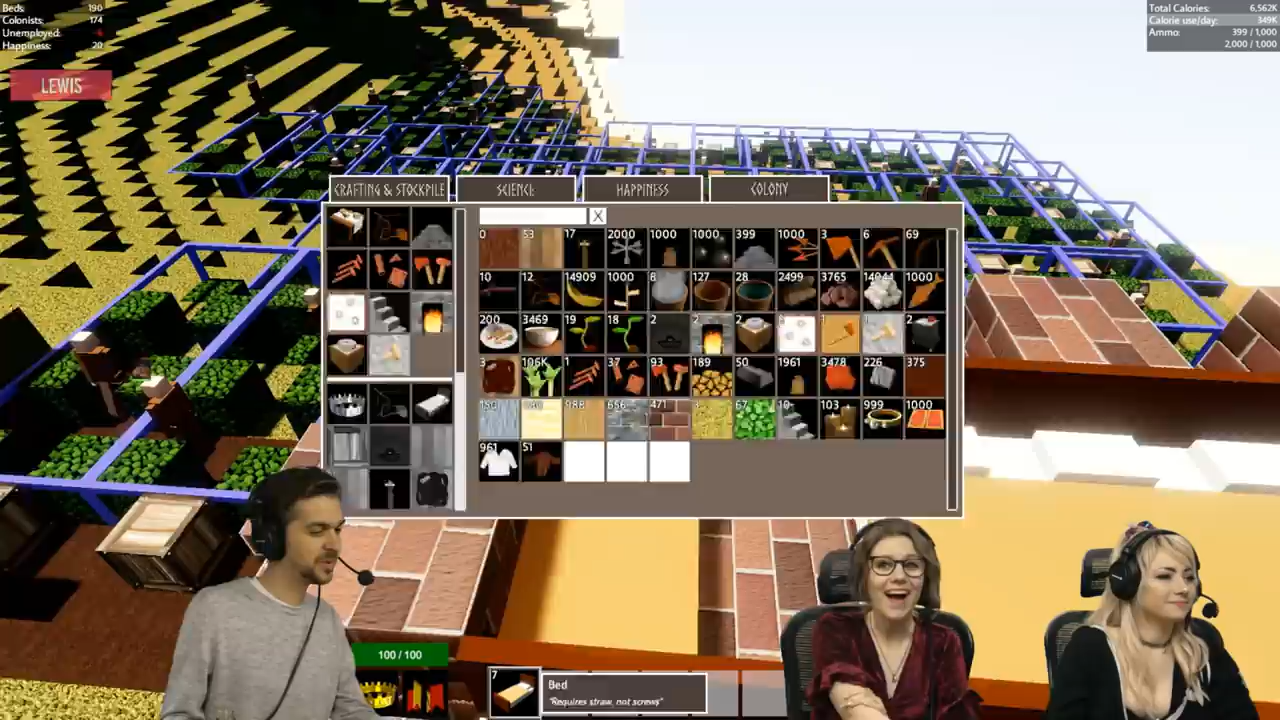 Beds: 190
Colonists: 174
Unemployed:
Happiness: 20
Total Calories: 6,562K
Calorie use/day: 349K
Ammo: 399 / 1,000
2,000 / 1,000
LEWIS
CRAFTING & STOCKPILE SCIENCE HAPPINESS COLONY
X
0 53 17 2000 1000 1000 399 1000 3 6 69
10 12 14909 1000 8 127 28 2499 3765 14044 1000
200 3469 19 18 2 2 2 1 2
3 106K 1 37 93 189 50 1961 3478 226 375
988 656 471 3 67 10 103 999 1000
961 51
100 / 100
7 Bed
"Requires straw, not screws"